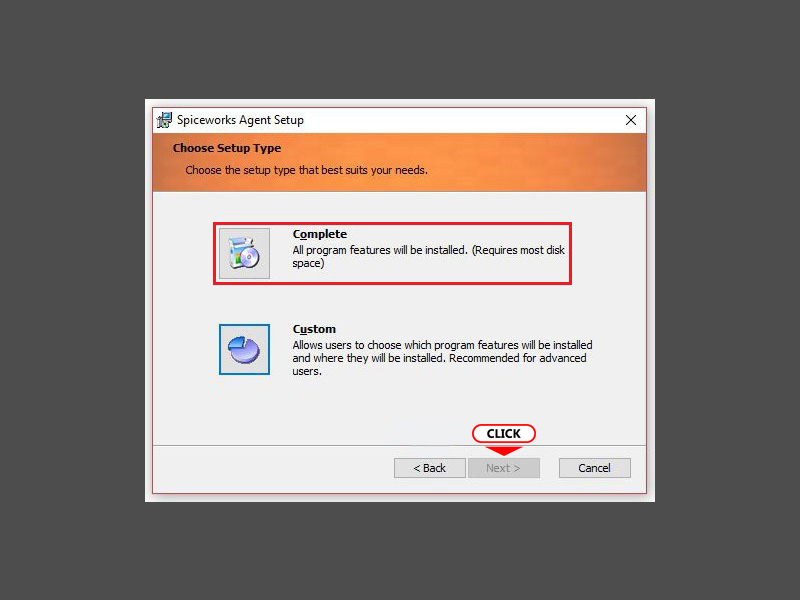 Spiceworks Agent Setup
Choose Setup Type
Choose the setup type that best suits your needs.
Complete
All program features will be installed. (Requires most disk
space)
Custom
Allows users to choose which program features will be installed
and where they will be installed. Recommended for advanced
users.
CLICK
< Back
Next >
Cancel